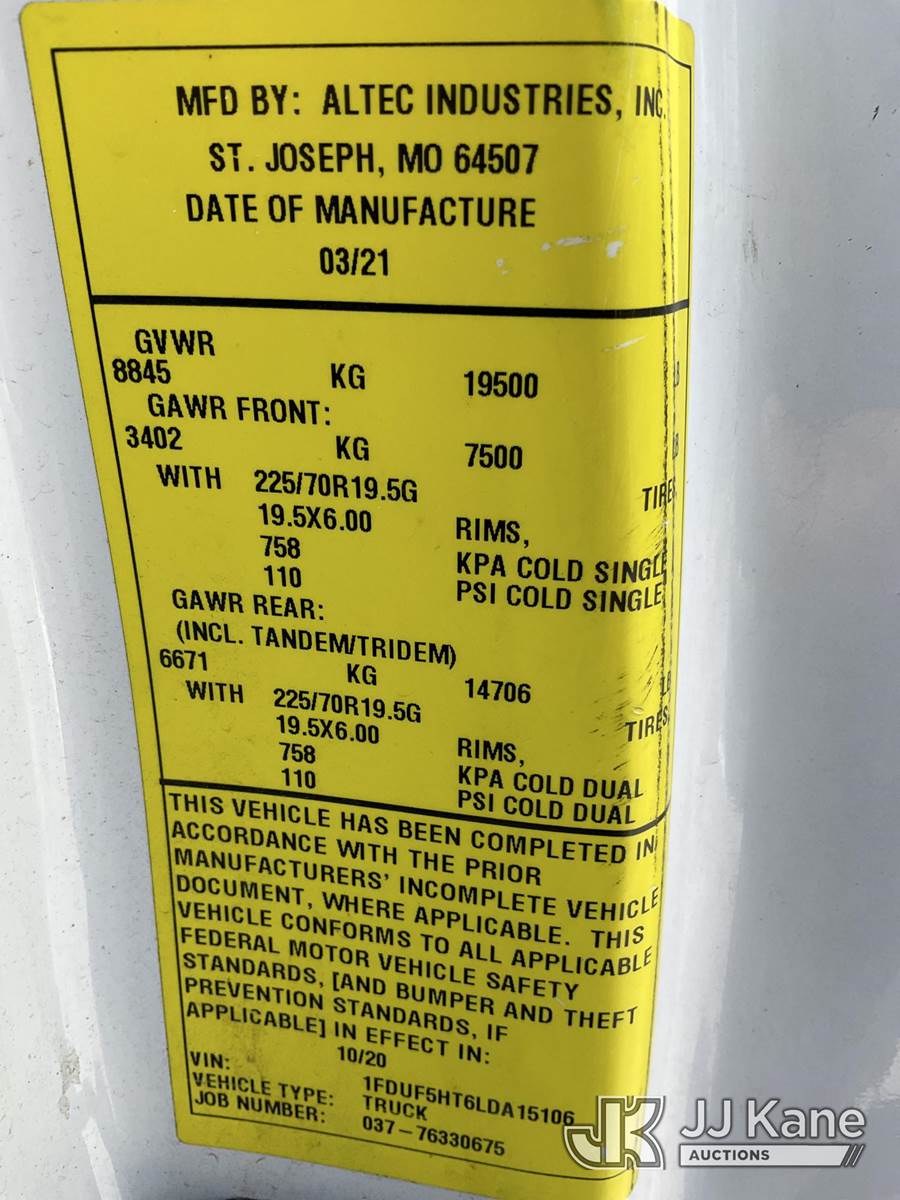 MFD BY: ALTEC INDUSTRIES, INC.
ST. JOSEPH, MO 64507
DATE OF MANUFACTURE
03/21
GVWR
8845 KG 19500 LB
GAWR FRONT:
3402 KG 7500 LB
WITH 225/70R19.5G TIRES,
19.5X6.00 RIMS,
758 KPA COLD SINGLE
110 PSI COLD SINGLE
GAWR REAR:
(INCL. TANDEM/TRIDEM)
6671 KG 14706 LB
WITH 225/70R19.5G TIRES,
19.5X6.00 RIMS,
758 KPA COLD DUAL
110 PSI COLD DUAL
THIS VEHICLE HAS BEEN COMPLETED IN
ACCORDANCE WITH THE PRIOR
MANUFACTURERS' INCOMPLETE VEHICLE
DOCUMENT, WHERE APPLICABLE. THIS
VEHICLE CONFORMS TO ALL APPLICABLE
FEDERAL MOTOR VEHICLE SAFETY
STANDARDS, [AND BUMPER AND THEFT
PREVENTION STANDARDS, IF
APPLICABLE] IN EFFECT IN:
10/20
VIN: 1FDUF5HT6LDA15106
VEHICLE TYPE: TRUCK
JOB NUMBER: 037-76330675
JK JJ Kane
AUCTIONS